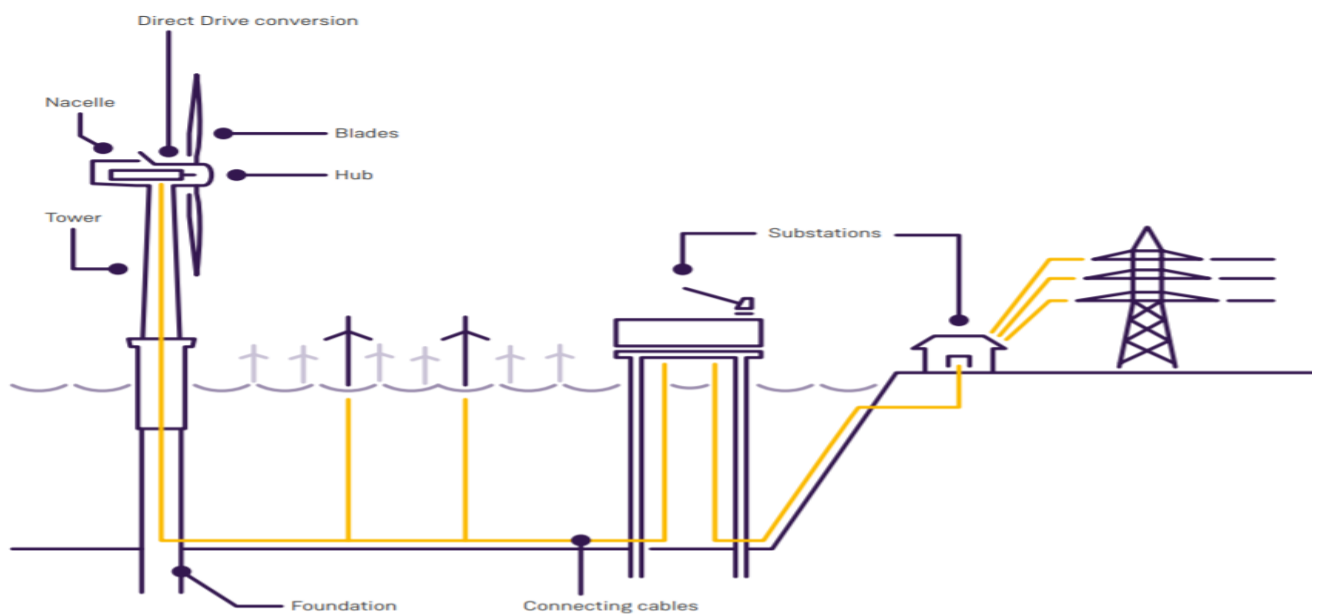 Direct Drive conversion
Nacelle
Blades
Hub
Tower
Substations
Foundation
Connecting cables